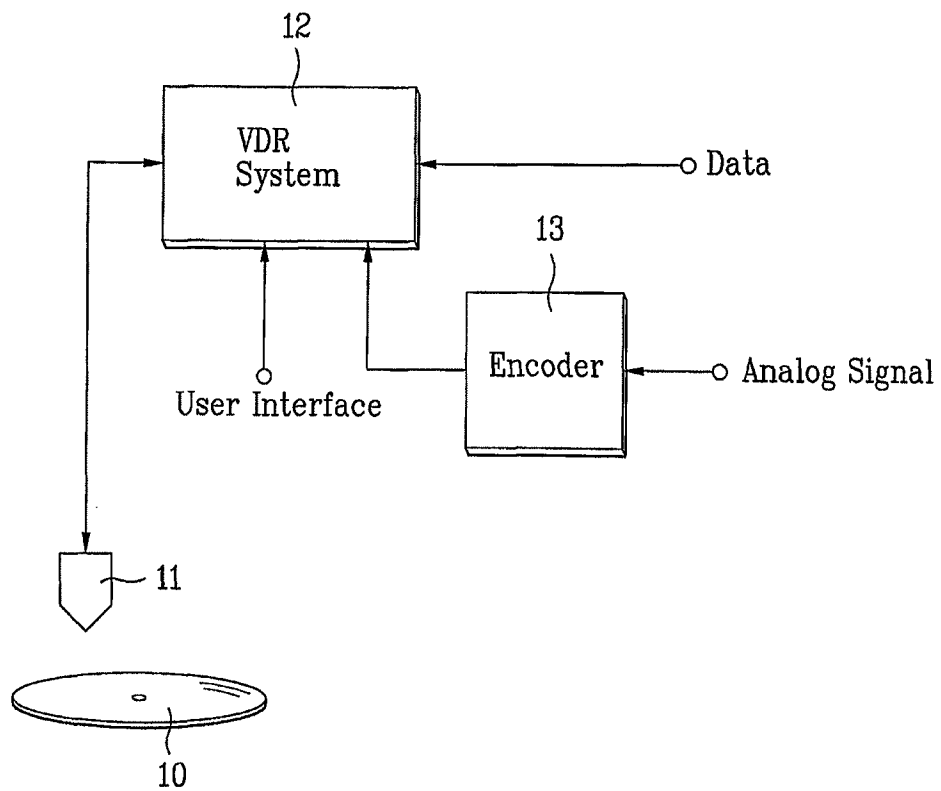 12
VDR
System
Data
13
Encoder
Analog Signal
User Interface
11
10